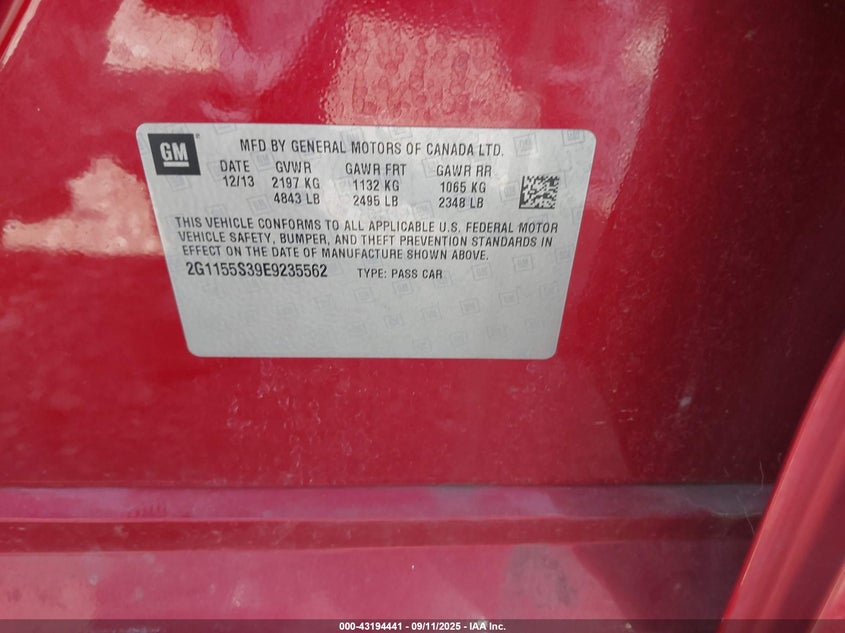 GM
MFD BY GENERAL MOTORS OF CANADA LTD.
DATE GVWR GAWR FRT GAWR RR
12/13 2197 KG 1132 KG 1065 KG
4843 LB 2495 LB 2348 LB
THIS VEHICLE CONFORMS TO ALL APPLICABLE U.S. FEDERAL MOTOR
VEHICLE SAFETY, BUMPER, AND THEFT PREVENTION STANDARDS IN
EFFECT ON THE DATE OF MANUFACTURE SHOWN ABOVE.
2G1155S39E9235562 TYPE: PASS CAR
000-43194441 - 09/11/2025 - IAA Inc.